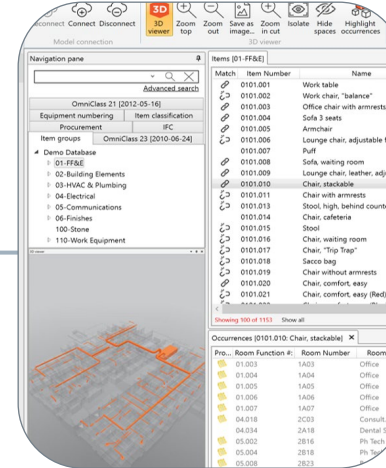 Connect Disconnect
3D viewer
Zoom top
Zoom out
Save as image...
Zoom in cut
Isolate
Hide spaces
Highlight occurrences
Model connection
3D viewer
Navigation pane
Advanced search
OmniClass 21 [2012-05-16]
Equipment numbering Item classification
Procurement IFC
Item groups OmniClass 23 [2010-06-24]
Demo Database
01-FF&E
02-Building Elements
03-HVAC & Plumbing
04-Electrical
05-Communications
06-Finishes
100-Stone
110-Work Equipment
3D viewer
Items [01-FF&E]
Match Item Number Name
0101.001 Work table
0101.002 Work chair, "balance"
0101.003 Office chair with armrests
0101.004 Sofa 3 seats
0101.005 Armchair
0101.006 Lounge chair, adjustable
0101.007 Puff
0101.008 Sofa, waiting room
0101.009 Lounge chair, leather,
0101.010 Chair, stackable
0101.011 Chair with armrests
0101.013 Stool, high, behind
0101.014 Chair, cafeteria
0101.015 Stool
0101.016 Chair, waiting room
0101.017 Chair, "Trip Trap"
0101.018 Sacco bag
0101.019 Chair without armrests
0101.020 Chair, comfort, easy
0101.021 Chair, comfort, easy (Red)
Showing 100 of 1153 Show all
Occurrences [0101.010: Chair, stackable]
Pro... Room Function #: Room Number Room
01.003 1A03 Office
01.004 1A04 Office
01.005 1A05 Office
01.006 1A06 Office
01.007 1A07 Office
04.018 2C03 Consult.
04.034 2A18 Dental
05.002 2B16 Ph Tech
05.004 2B18 Ph Tech
05.008 2B23